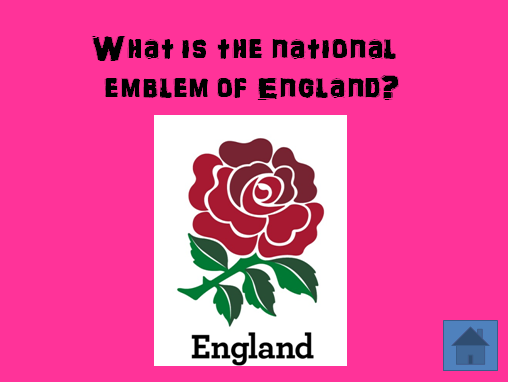 What is the national
emblem of England?
England